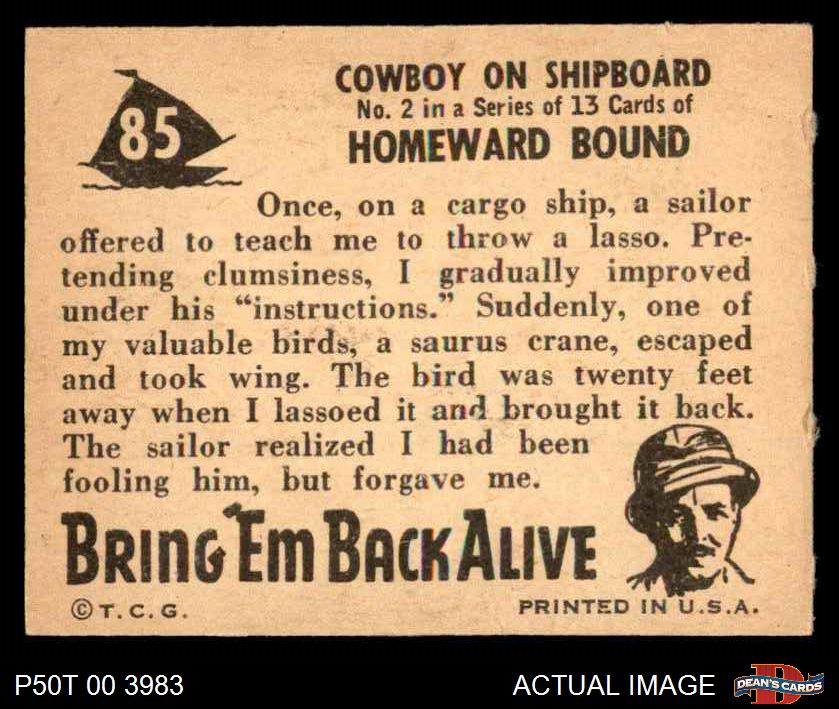 85
COWBOY ON SHIPBOARD
No. 2 in a Series of 13 Cards of
HOMEWARD BOUND
Once, on a cargo ship, a sailor
offered to teach me to throw a lasso. Pre-
tending clumsiness, I gradually improved
under his “instructions.” Suddenly, one of
my valuable birds, a saurus crane, escaped
and took wing. The bird was twenty feet
away when I lassoed it and brought it back.
The sailor realized I had been
fooling him, but forgave me.
BRING 'EM BACK ALIVE
© T. C. G.
PRINTED IN U.S.A.
P50T 00 3983
ACTUAL IMAGE
D
DEAN'S CARDS